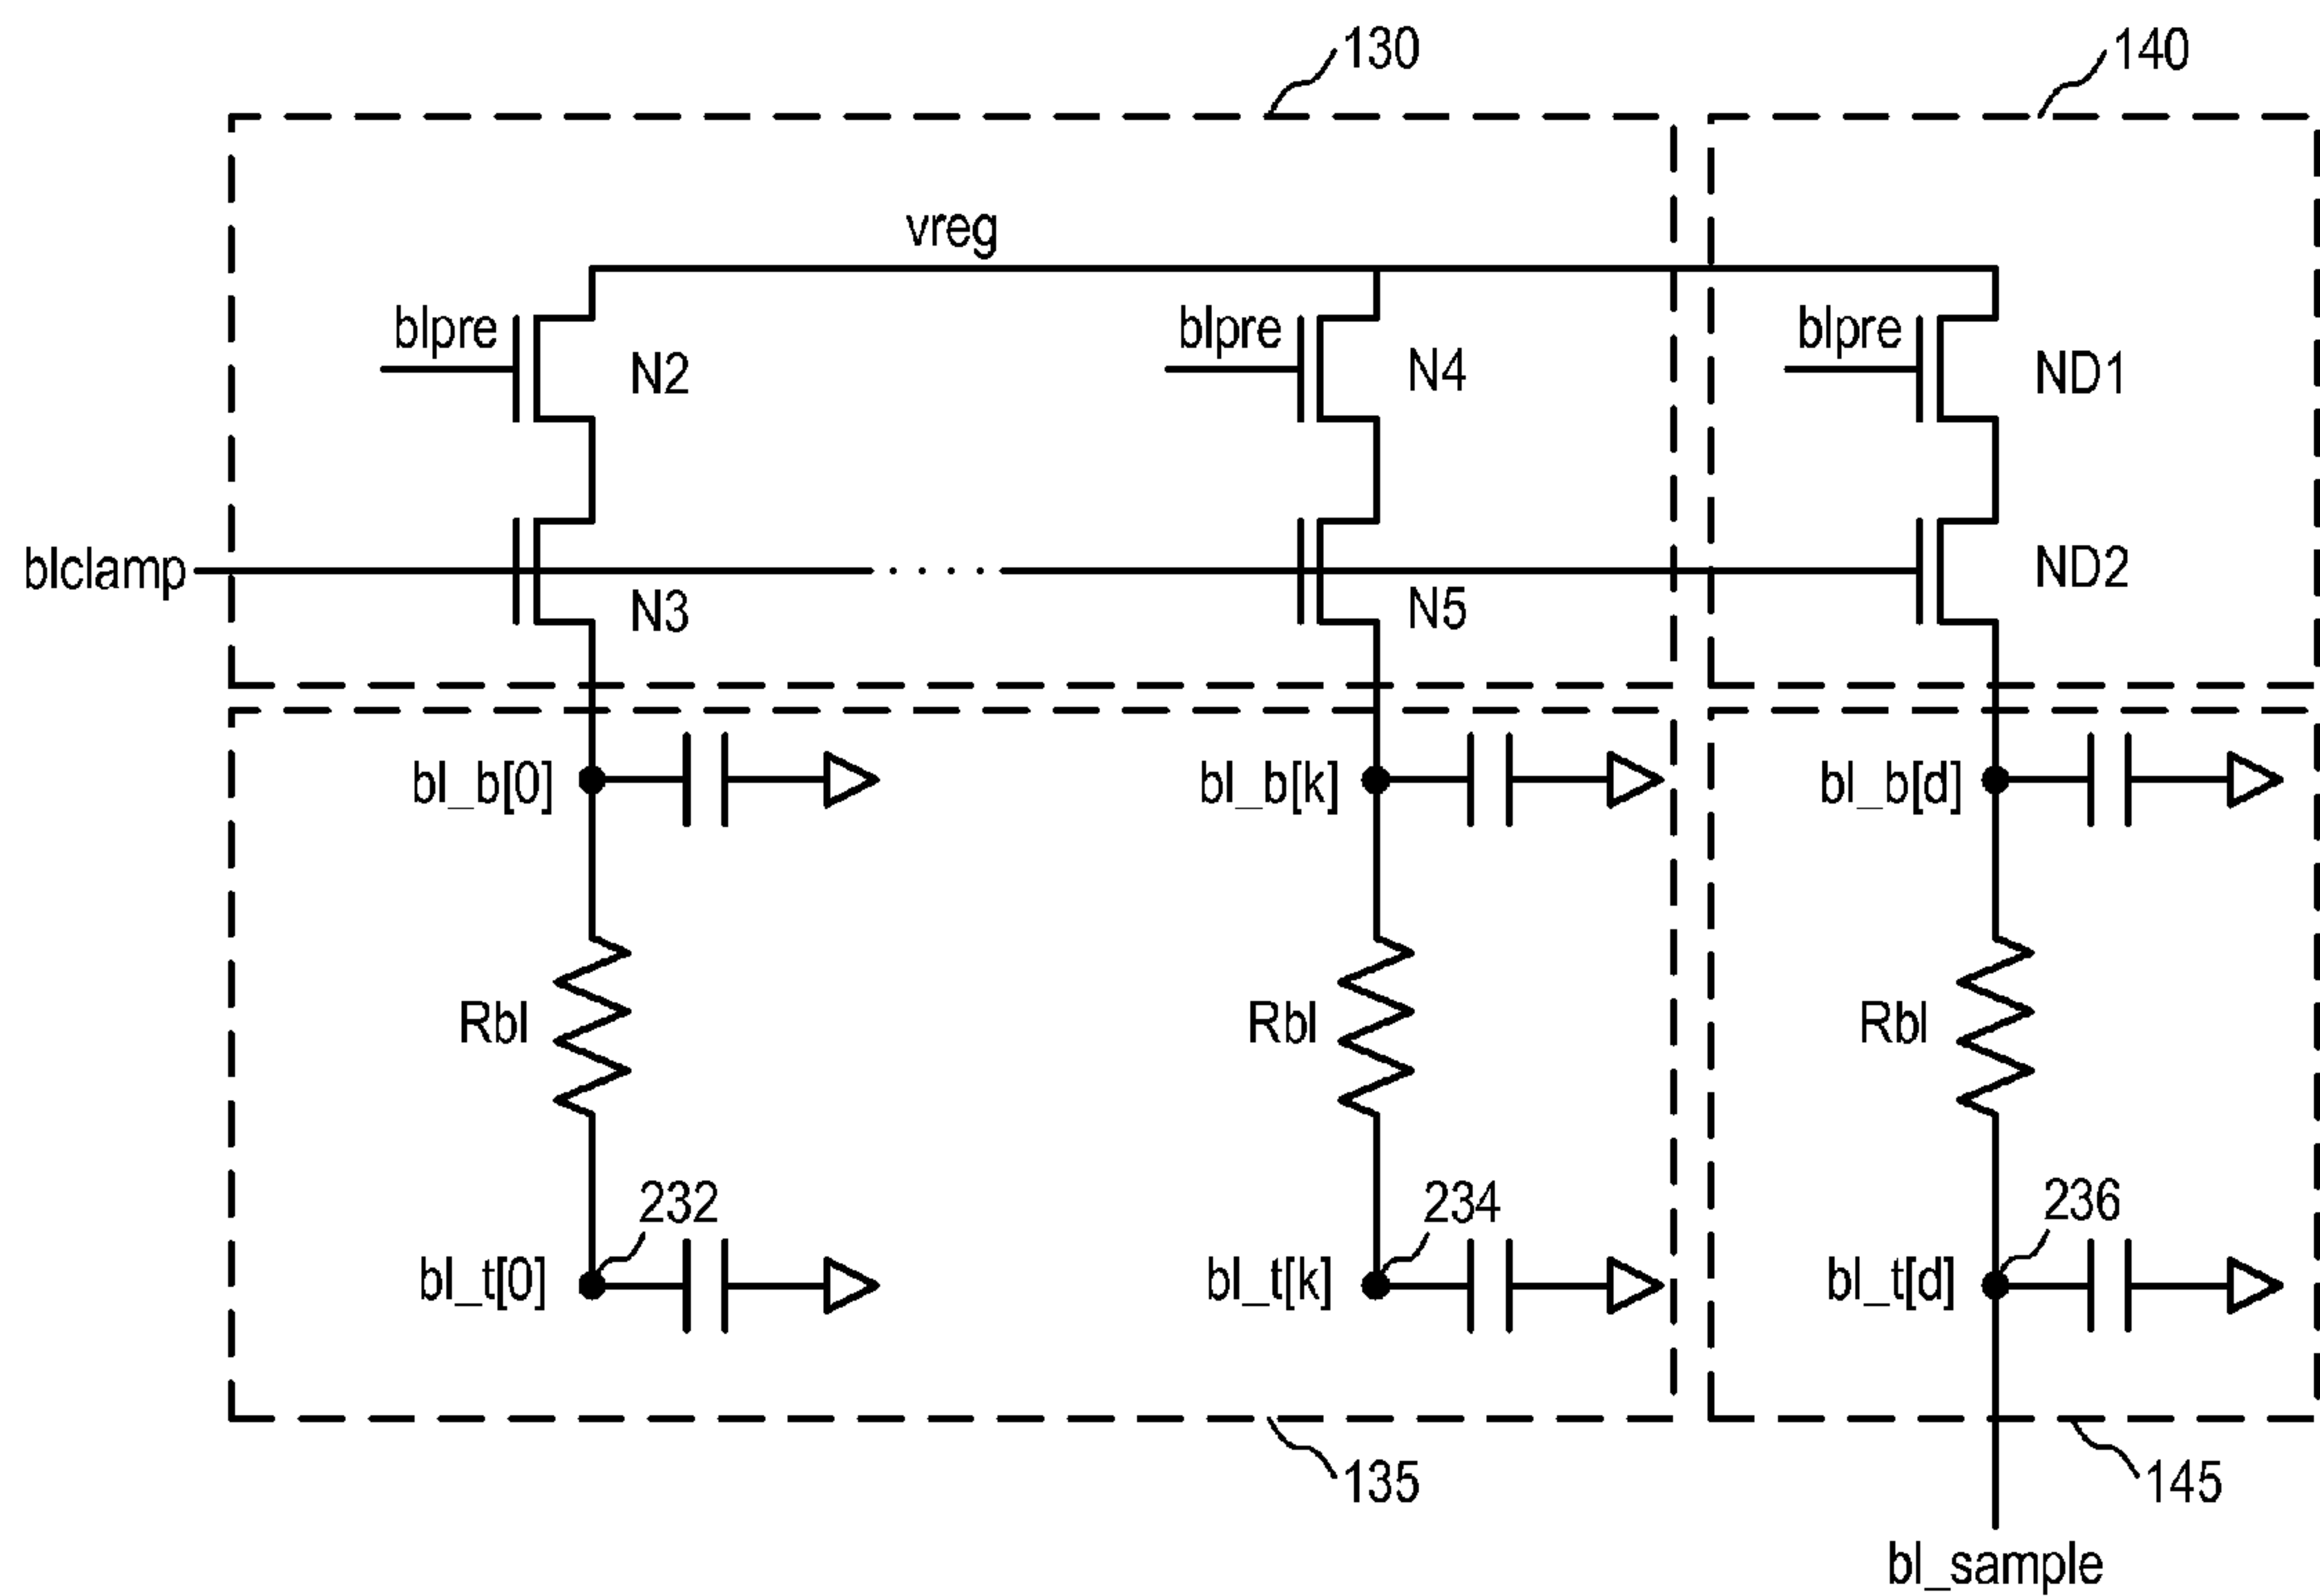 130
140
vreg
blpre
blpre
blpre
N2
N4
ND1
blclamp
N3
N5
ND2
bl_b[0]
bl_b[k]
bl_b[d]
Rbl
Rbl
Rbl
232
234
236
bl_t[0]
bl_t[k]
bl_t[d]
135
145
bl_sample